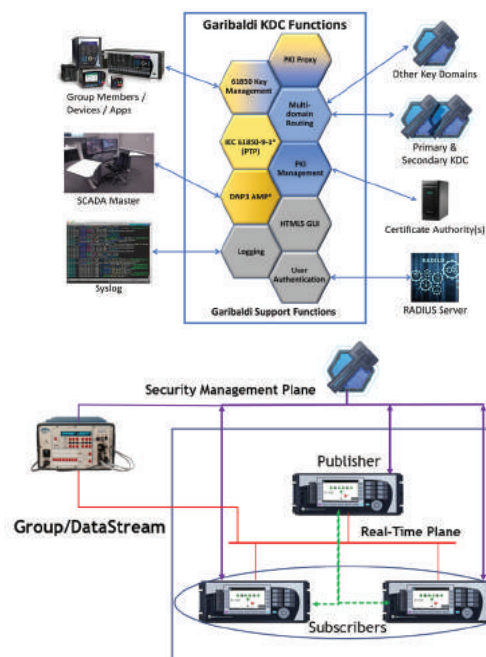 Garibaldi KDC Functions
PKI Proxy
61850 Key
Management
Multi-
domain
Routing
IEC 61850-9-3*
(PTP)
PKI
Management
DNP3 AMP*
HTML5 GUI
Logging
User
Authentication
Garibaldi Support Functions
Group Members /
Devices / Apps
SCADA Master
Syslog
Other Key Domains
Primary &
Secondary KDC
Certificate Authority(s)
RADIUS
RADIUS Server
Security Management Plane
Publisher
Group/DataStream
Real-Time Plane
Subscribers